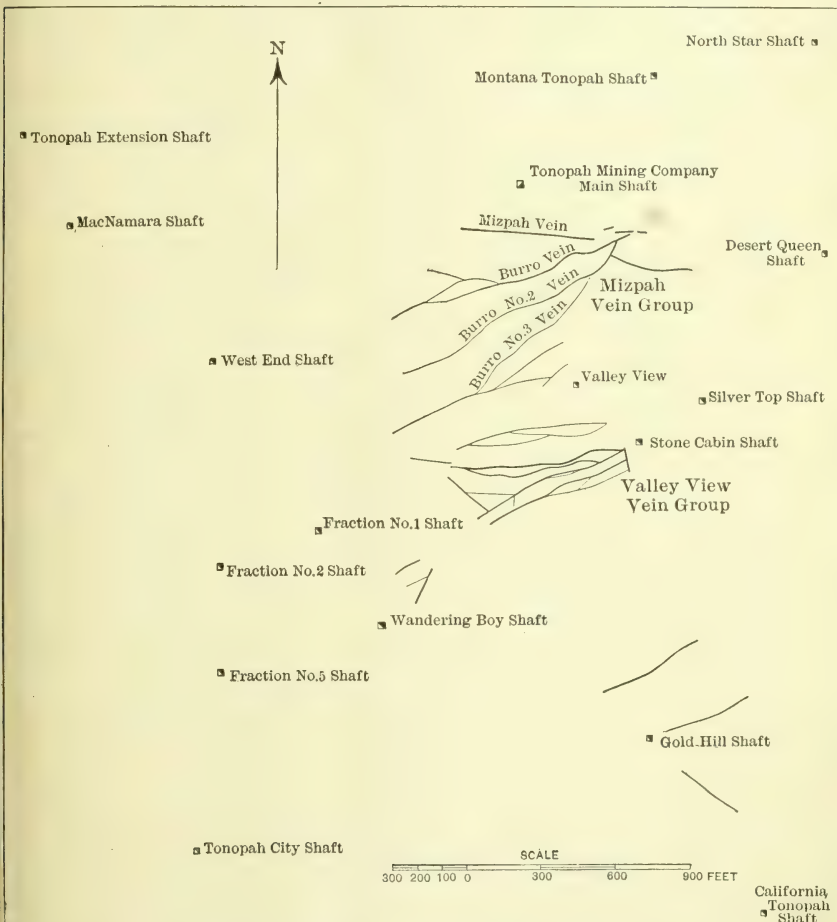 North Star Shaft
N
Montana Tonopah Shaft
Tonopah Extension Shaft
Tonopah Mining Company
Main Shaft
MacNamara Shaft
Mizpah Vein
Desert Queen
Shaft
Burro Vein
Mizpah
Vein Group
Burro No.2 Vein
Burro No.3 Vein
West End Shaft
Valley View
Silver Top Shaft
Stone Cabin Shaft
Valley View
Vein Group
Fraction No.1 Shaft
Fraction No.2 Shaft
Wandering Boy Shaft
Fraction No.5 Shaft
Gold Hill Shaft
Tonopah City Shaft
SCALE
300 200 100 0 300 600 900 FEET
California
Tonopah
Shaft